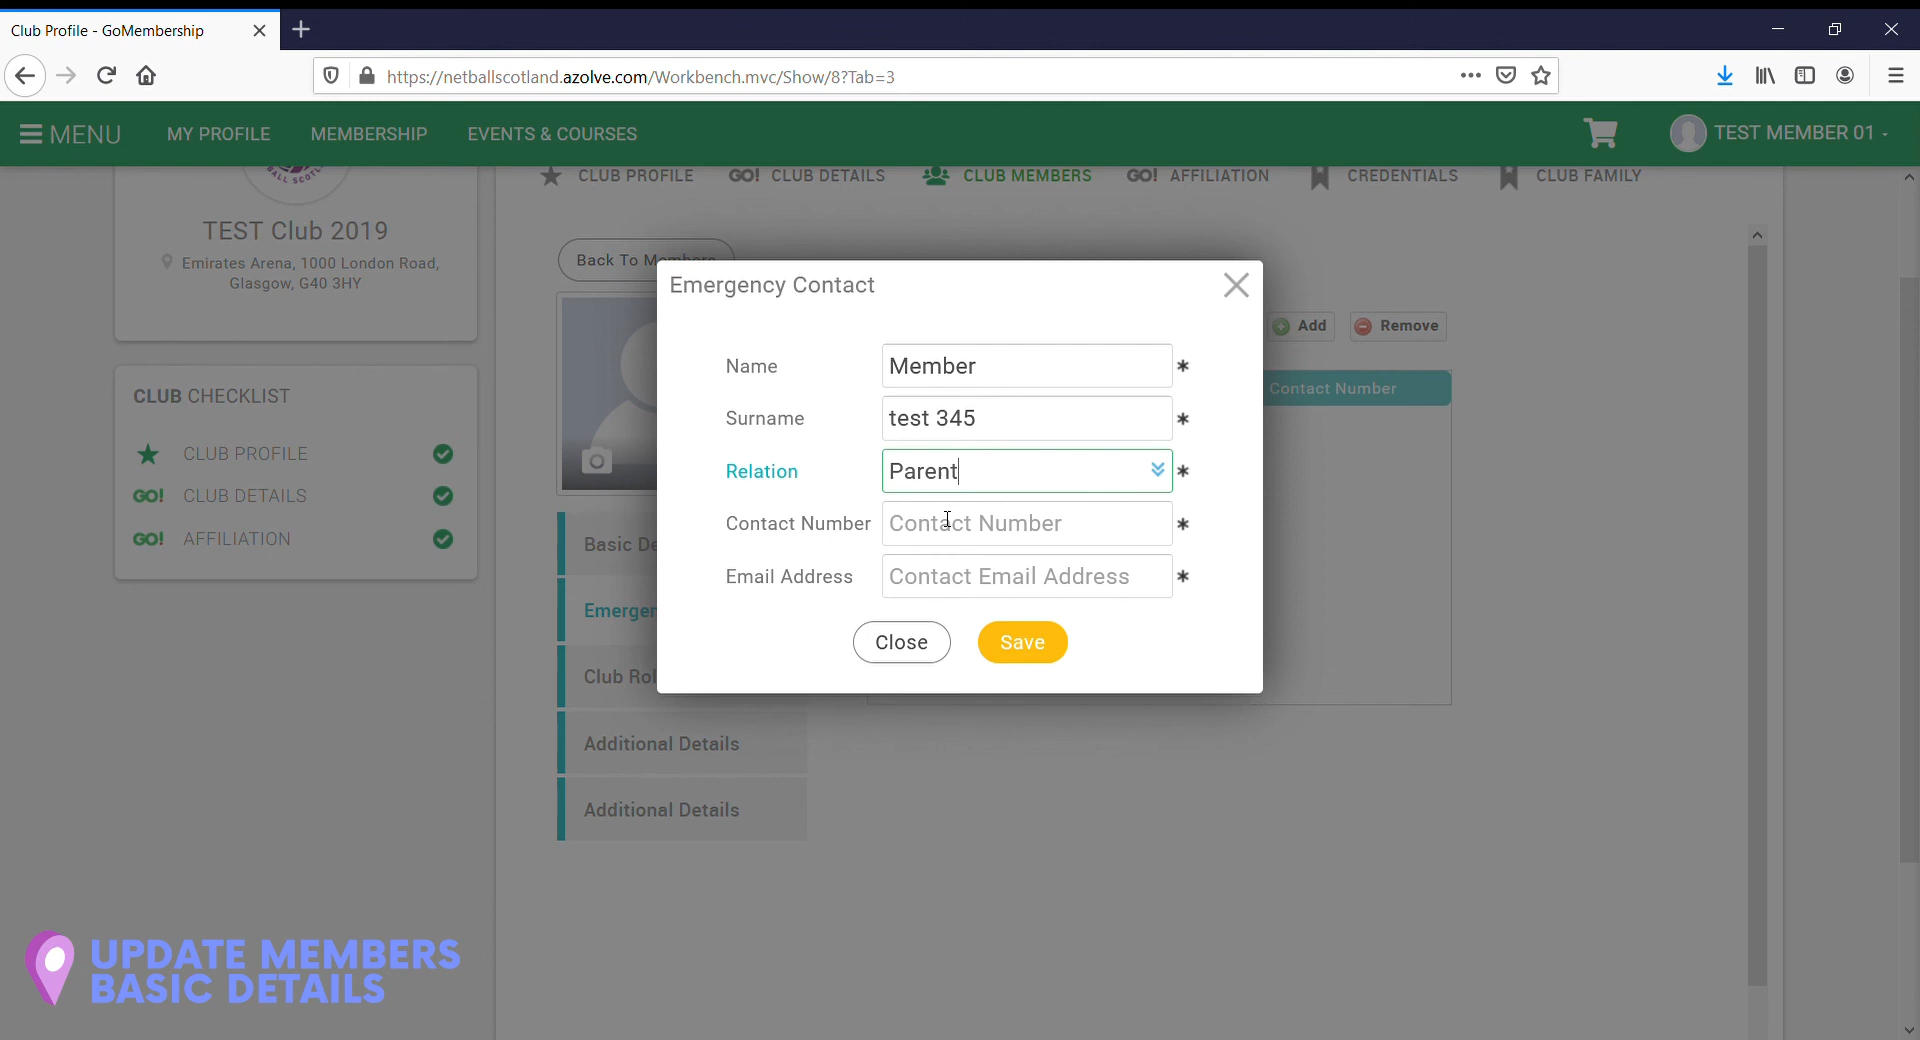 Club Profile - GoMembership
https://netballscotland.azolve.com/Workbench.mvc/Show/8?Tab=3
MENU MY PROFILE MEMBERSHIP EVENTS & COURSES TEST MEMBER 01
CLUB PROFILE GO! CLUB DETAILS CLUB MEMBERS GO! AFFILIATION CREDENTIALS CLUB FAMILY
TEST Club 2019
Emirates Arena, 1000 London Road,
Glasgow, G40 3HY
CLUB CHECKLIST
CLUB PROFILE
GO! CLUB DETAILS
GO! AFFILIATION
Back To Members
Add Remove
Contact Number
Basic De
Emergen
Club Rol
Additional Details
Additional Details
Emergency Contact
Name Member *
Surname test 345 *
Relation Parent *
Contact Number Contact Number *
Email Address Contact Email Address *
Close Save
UPDATE MEMBERS
BASIC DETAILS